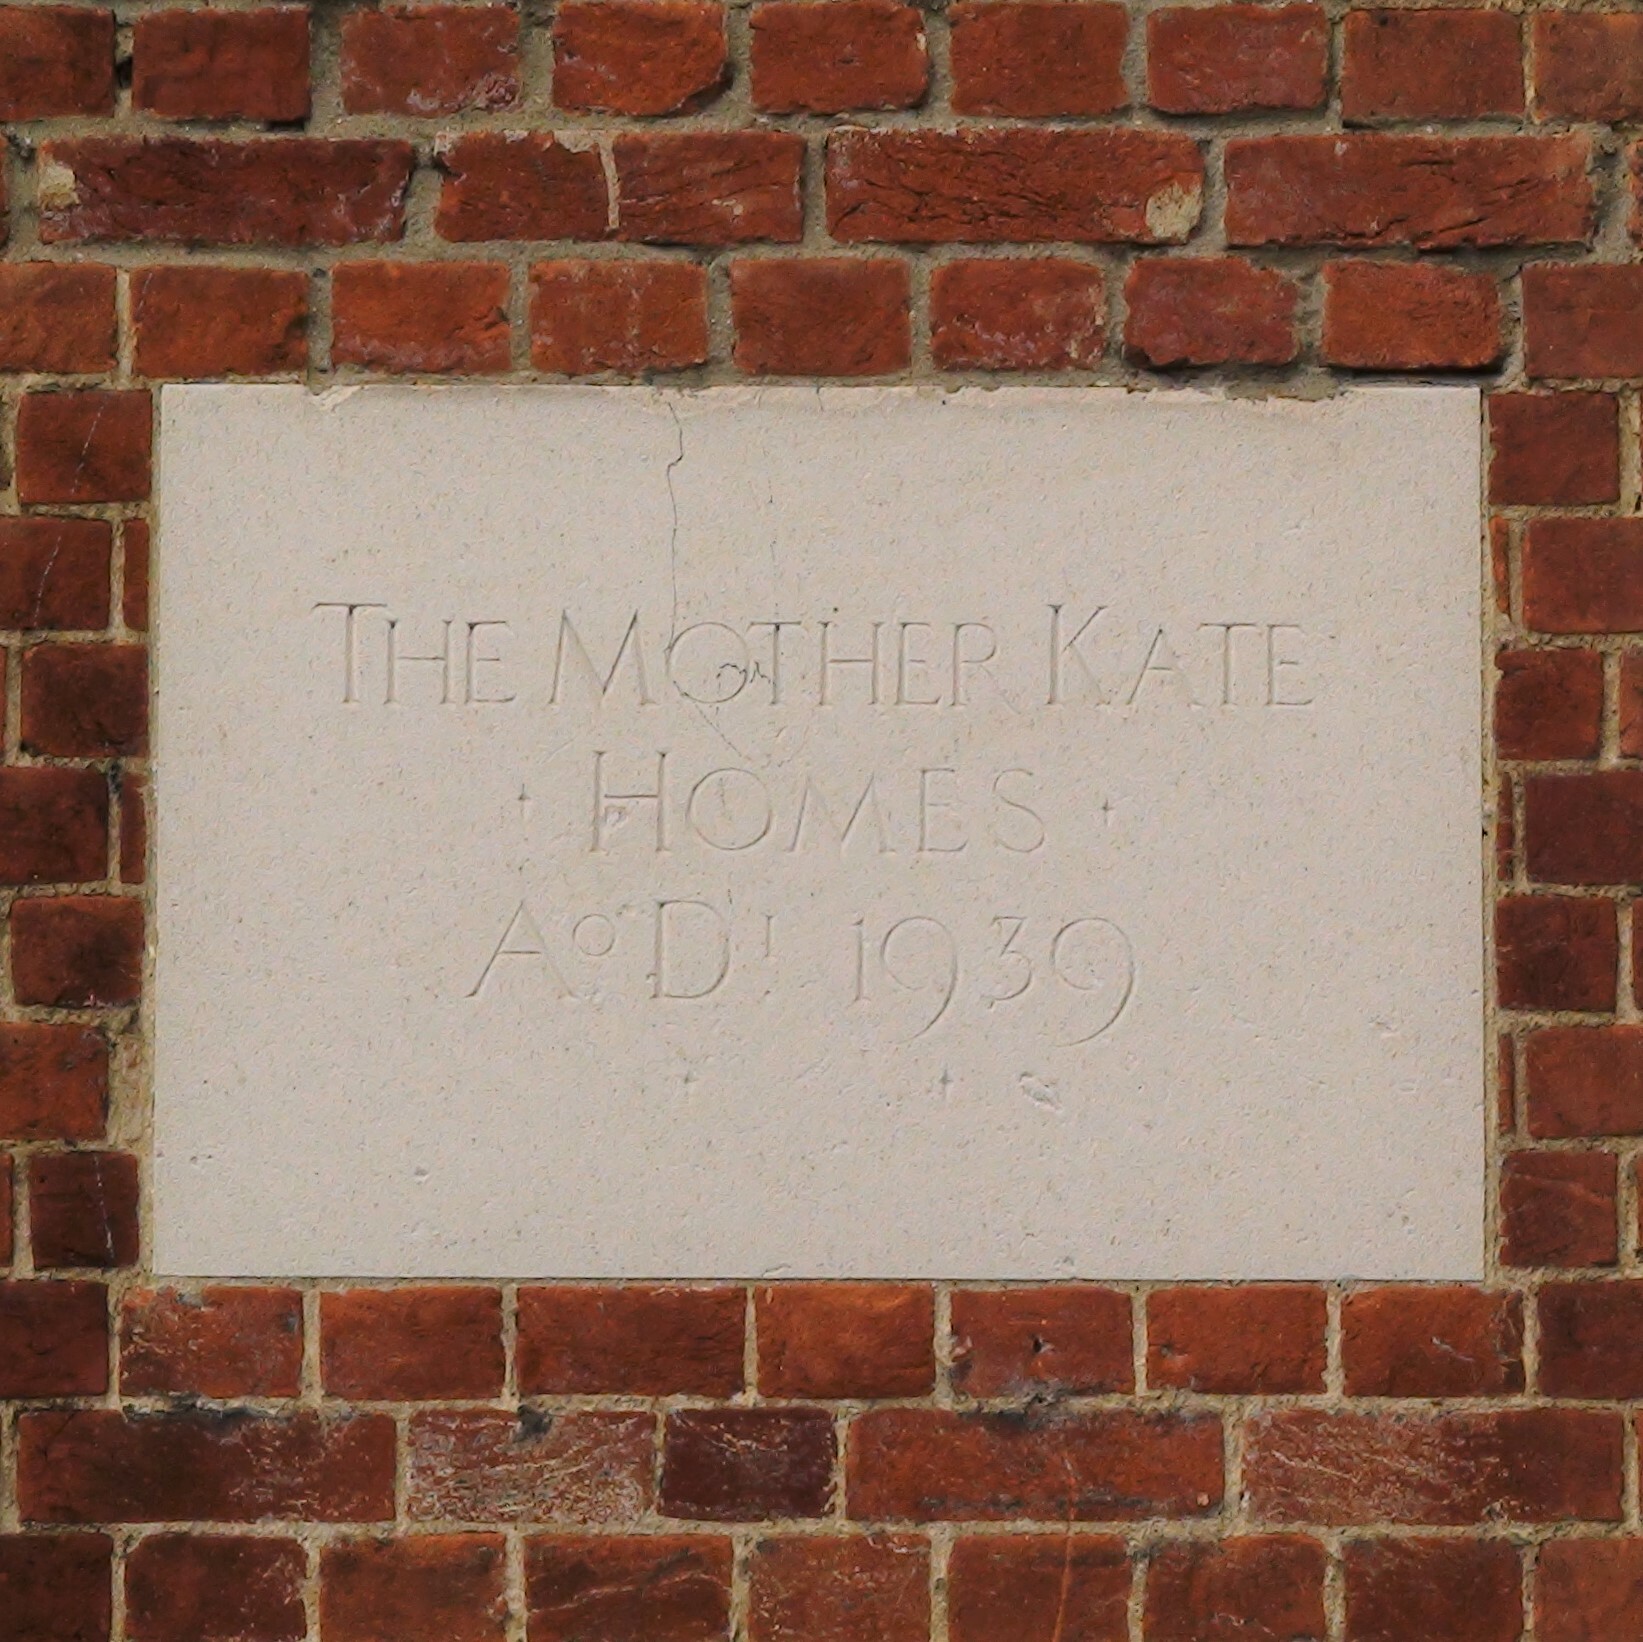 THE MOTHER KATE
· HOMES ·
Aº Dᴵ 1939